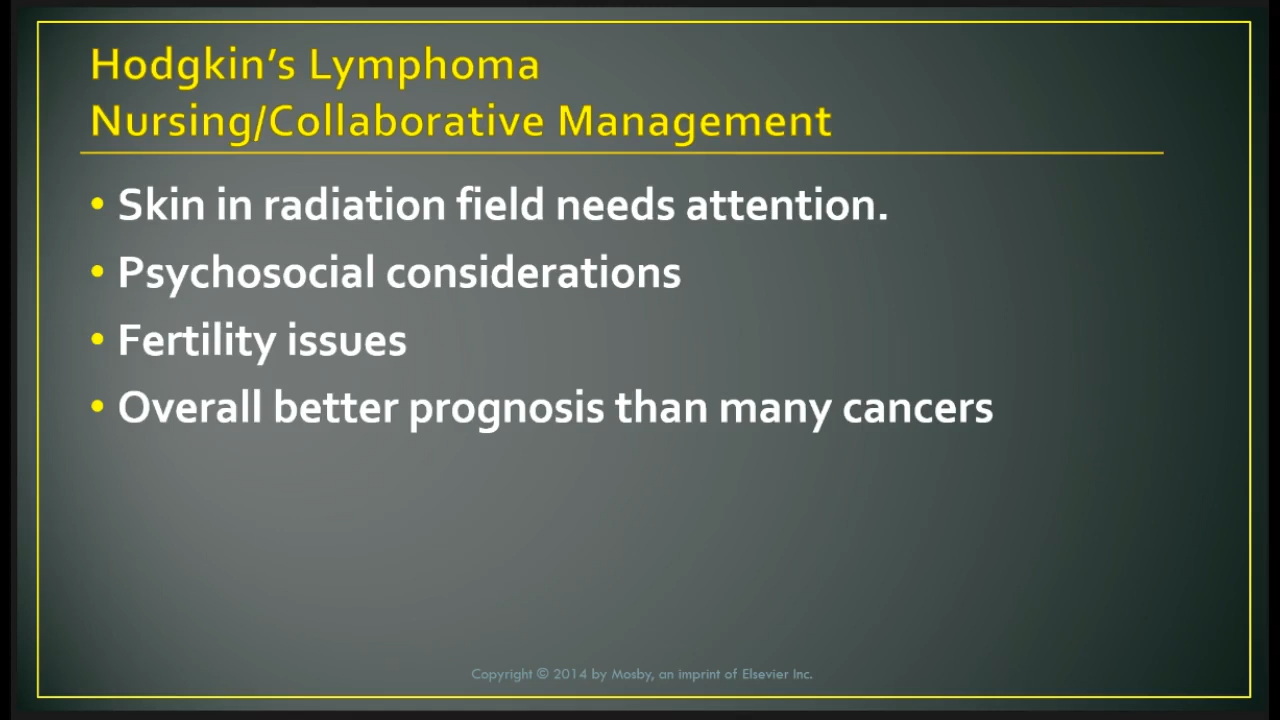 Hodgkin’s Lymphoma
Nursing/Collaborative Management
• Skin in radiation field needs attention.
• Psychosocial considerations
• Fertility issues
• Overall better prognosis than many cancers
Copyright © 2014 by Mosby, an imprint of Elsevier Inc.